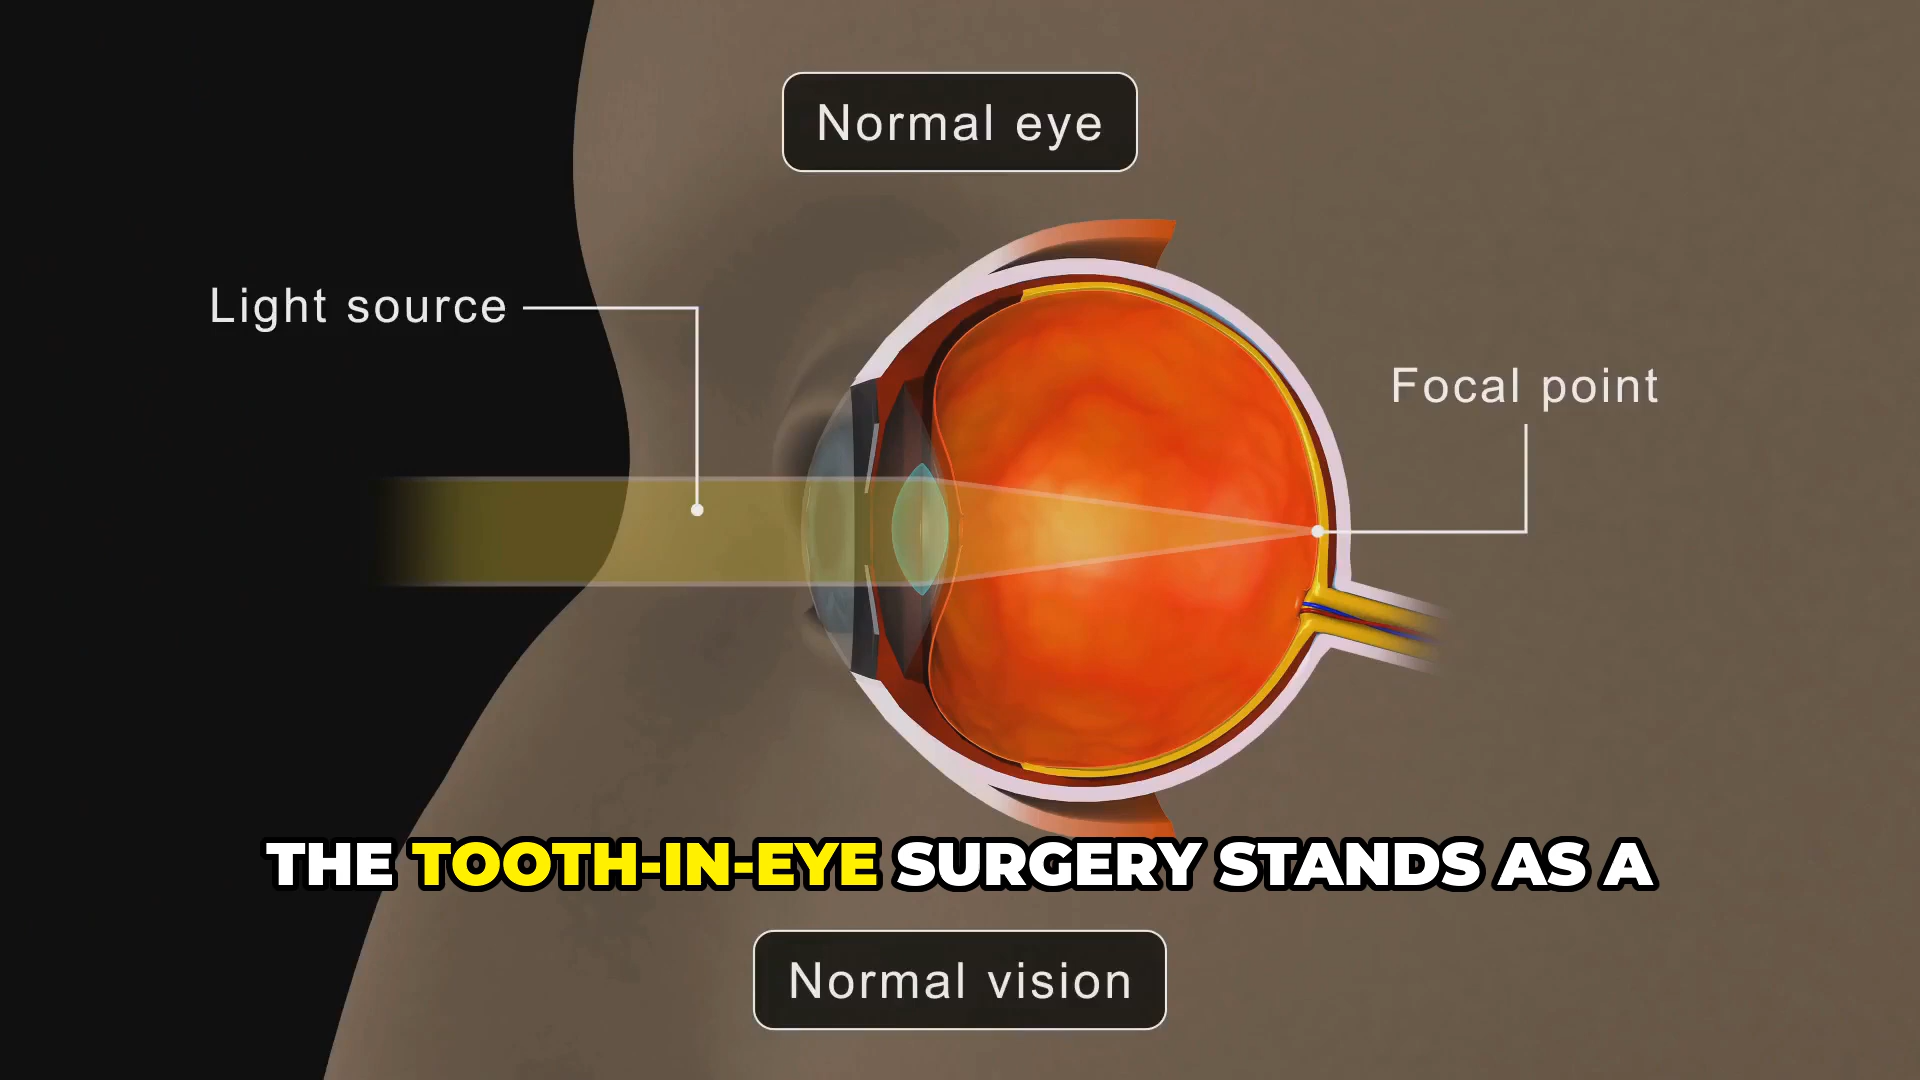 Normal eye
Light source
Focal point
THE TOOTH-IN-EYE SURGERY STANDS AS A
Normal vision